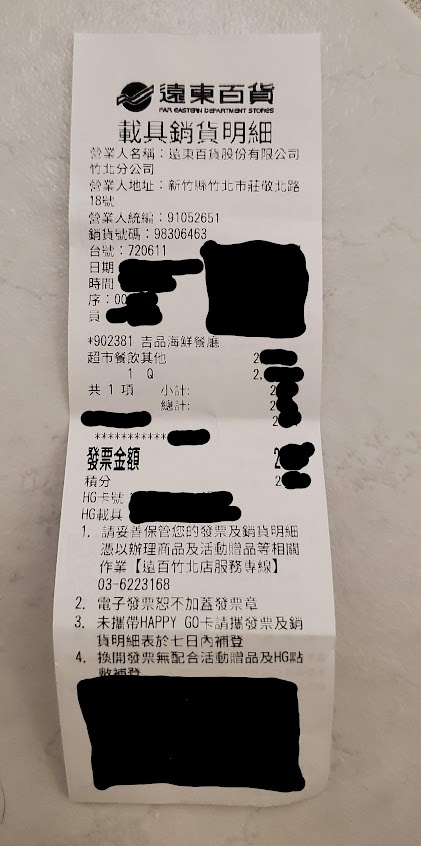 遠東百貨
FAR EASTERN DEPARTMENT STORES
載具銷貨明細
營業人名稱：遠東百貨股份有限公司
竹北分公司
營業人地址：新竹縣竹北市莊敬北路
18號
營業人統編：91052651
銷貨號碼：98306463
台號：720611
日期
時間
序：00
員
*902381 吉品海鮮餐廳
超市餐飲其他 2
1 Q 2,
共 1 項 小計: 2
總計: 2
2
***********
發票金額 2
積分 2
HG卡號
HG載具
1. 請妥善保管您的發票及銷貨明細
憑以辦理商品及活動贈品等相關
作業【遠百竹北店服務專線】
03-6223168
2. 電子發票恕不加蓋發票章
3. 未攜帶HAPPY GO卡請攜發票及銷
貨明細表於七日內補登
4. 換開發票無配合活動贈品及HG點
數補登